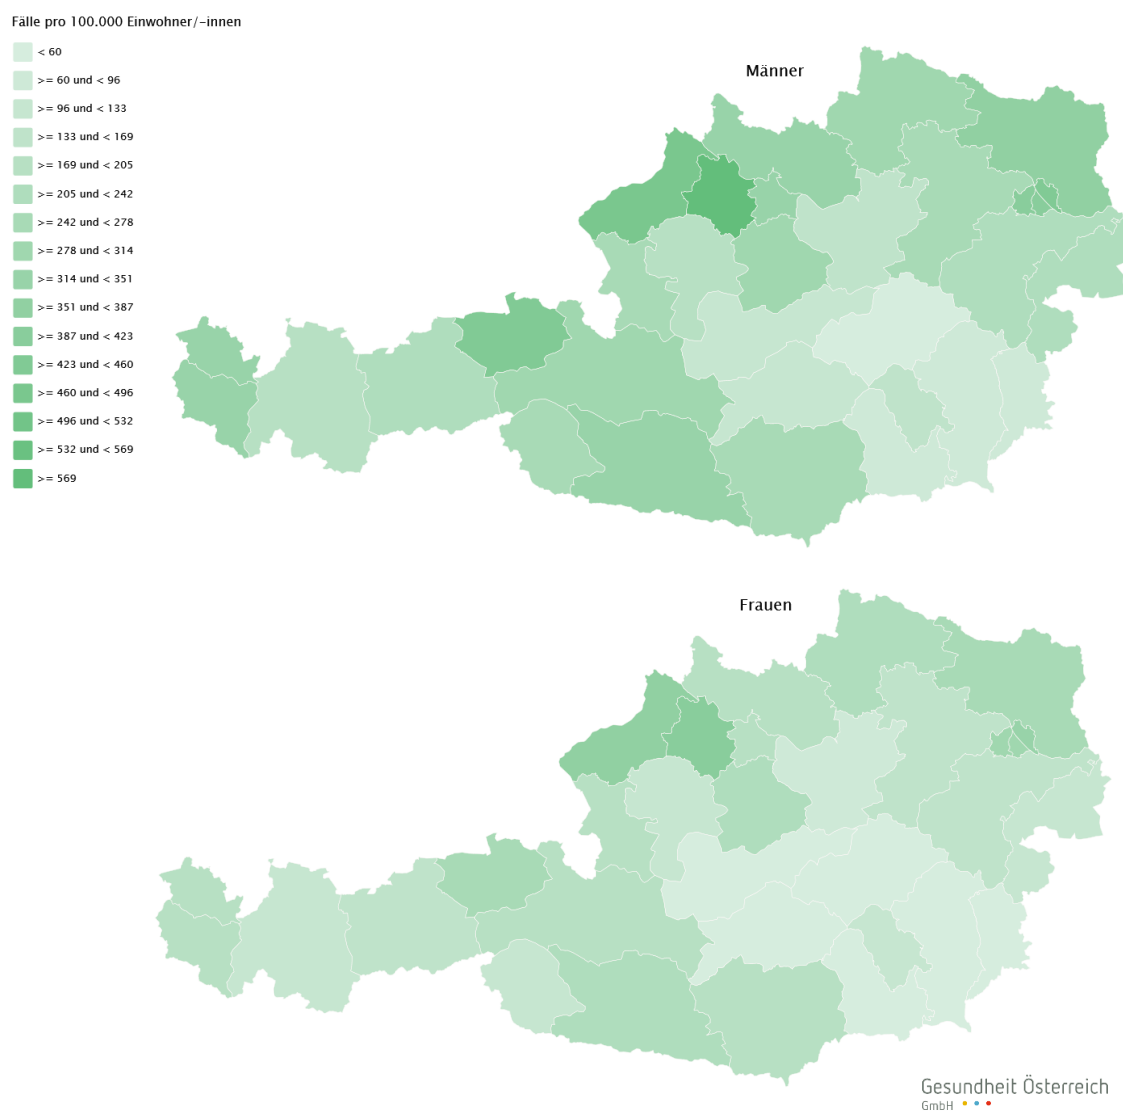 Fälle pro 100.000 Einwohner/-innen
< 60
>= 60 und < 96
>= 96 und < 133
>= 133 und < 169
>= 169 und < 205
>= 205 und < 242
>= 242 und < 278
>= 278 und < 314
>= 314 und < 351
>= 351 und < 387
>= 387 und < 423
>= 423 und < 460
>= 460 und < 496
>= 496 und < 532
>= 532 und < 569
>= 569
Männer
Frauen
Gesundheit Österreich
GmbH